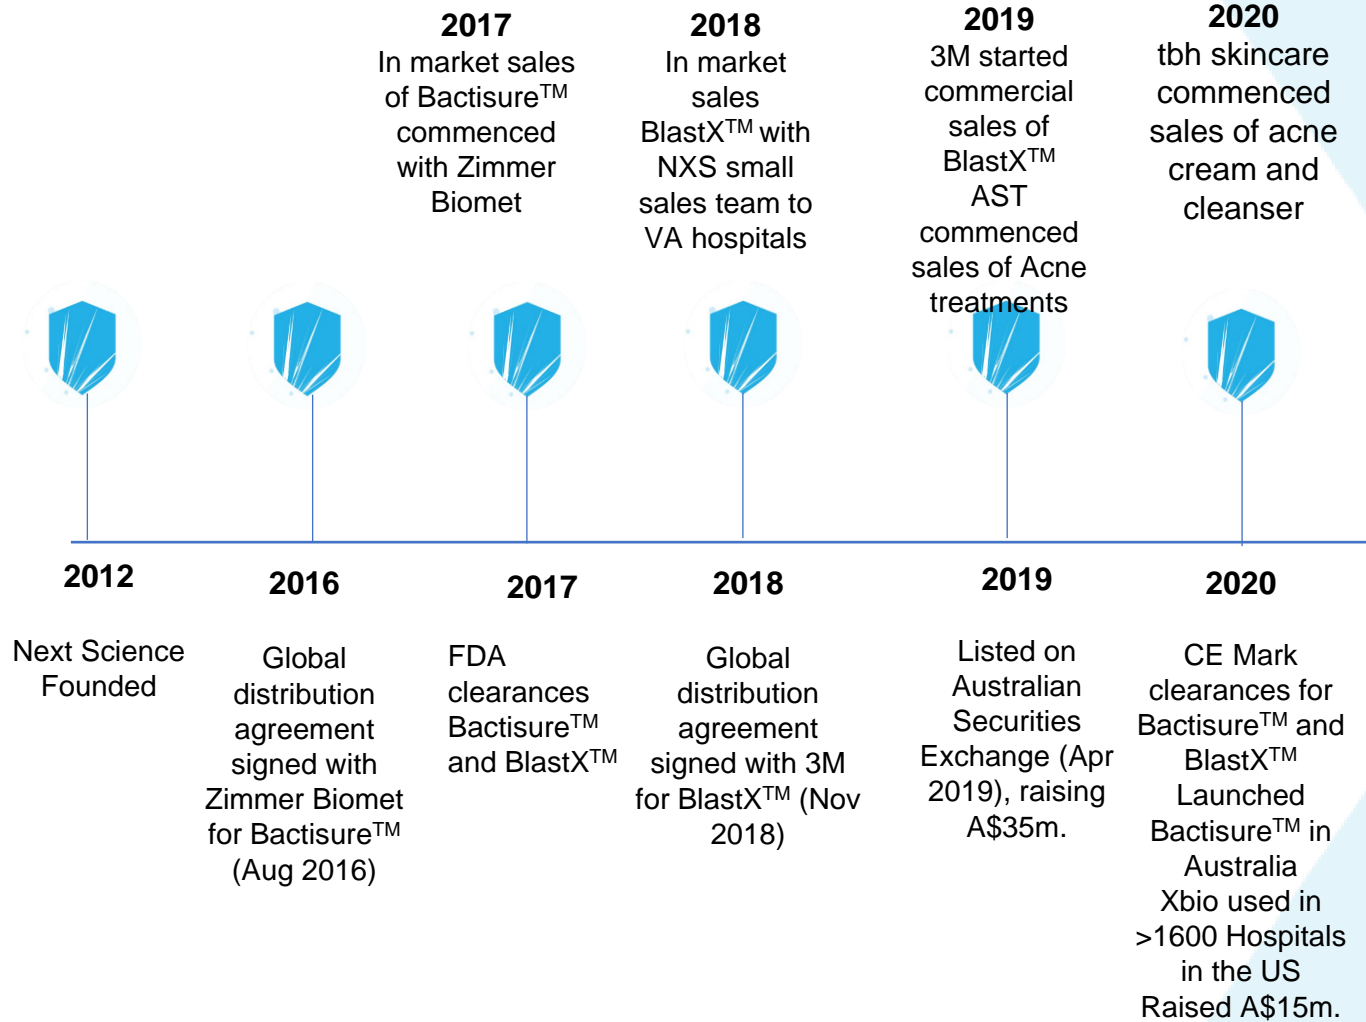 2017
In market sales
of Bactisure™
commenced
with Zimmer
Biomet
2018
In market
sales
BlastX™ with
NXS small
sales team to
VA hospitals
2019
3M started
commercial
sales of
BlastX™
AST
commenced
sales of Acne
treatments
2020
tbh skincare
commenced
sales of acne
cream and
cleanser
2012
Next Science
Founded
2016
Global
distribution
agreement
signed with
Zimmer Biomet
for Bactisure™
(Aug 2016)
2017
FDA
clearances
Bactisure™
and BlastX™
2018
Global
distribution
agreement
signed with 3M
for BlastX™ (Nov
2018)
2019
Listed on
Australian
Securities
Exchange (Apr
2019), raising
A$35m.
2020
CE Mark
clearances for
Bactisure™ and
BlastX™
Launched
Bactisure™ in
Australia
Xbio used in
>1600 Hospitals
in the US
Raised A$15m.